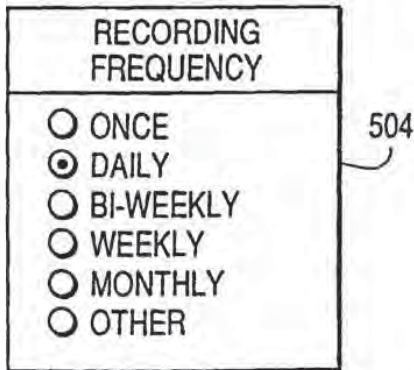 RECORDING
FREQUENCY
ONCE
DAILY
504
BI-WEEKLY
WEEKLY
MONTHLY
OTHER